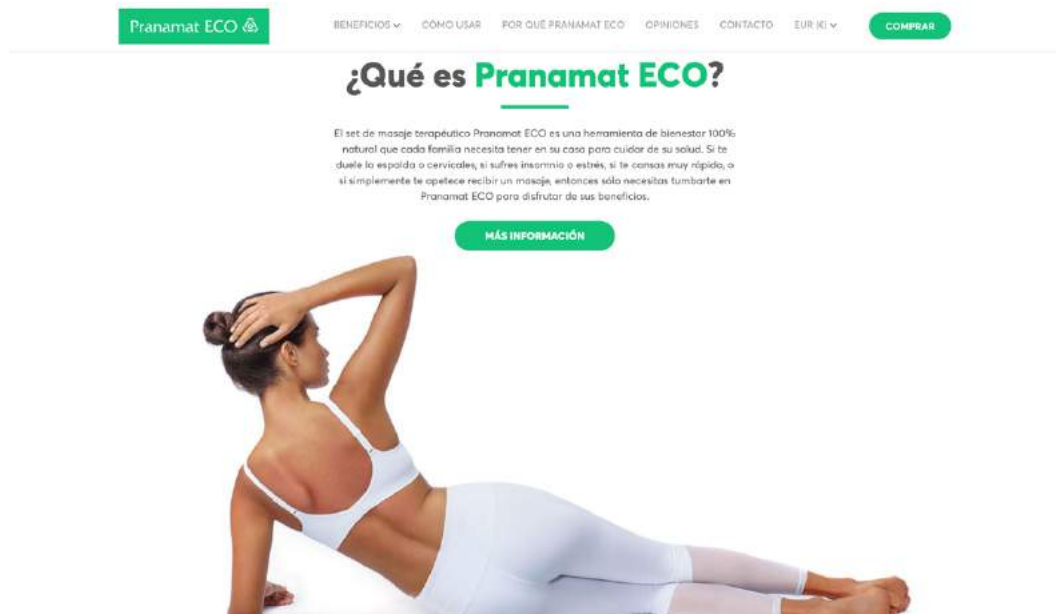 Pranamat ECO
BENEFICIOS
CÓMO USAR
POR QUÉ PRANAMAT ECO
OPINIONES
CONTACTO
EUR (€)
COMPRAR
¿Qué es Pranamat ECO?
El set de masaje terapéutico Pranamat ECO es una herramienta de bienestar 100%
natural que cada familia necesita tener en su casa para cuidar de su salud. Si te
duele la espalda o cervicales, si sufres insomnio o estrés, si te cansas muy rápido, o
si simplemente te apetece recibir un masaje, entonces sólo necesitas tumbarte en
Pranamat ECO para disfrutar de sus beneficios.
MÁS INFORMACIÓN